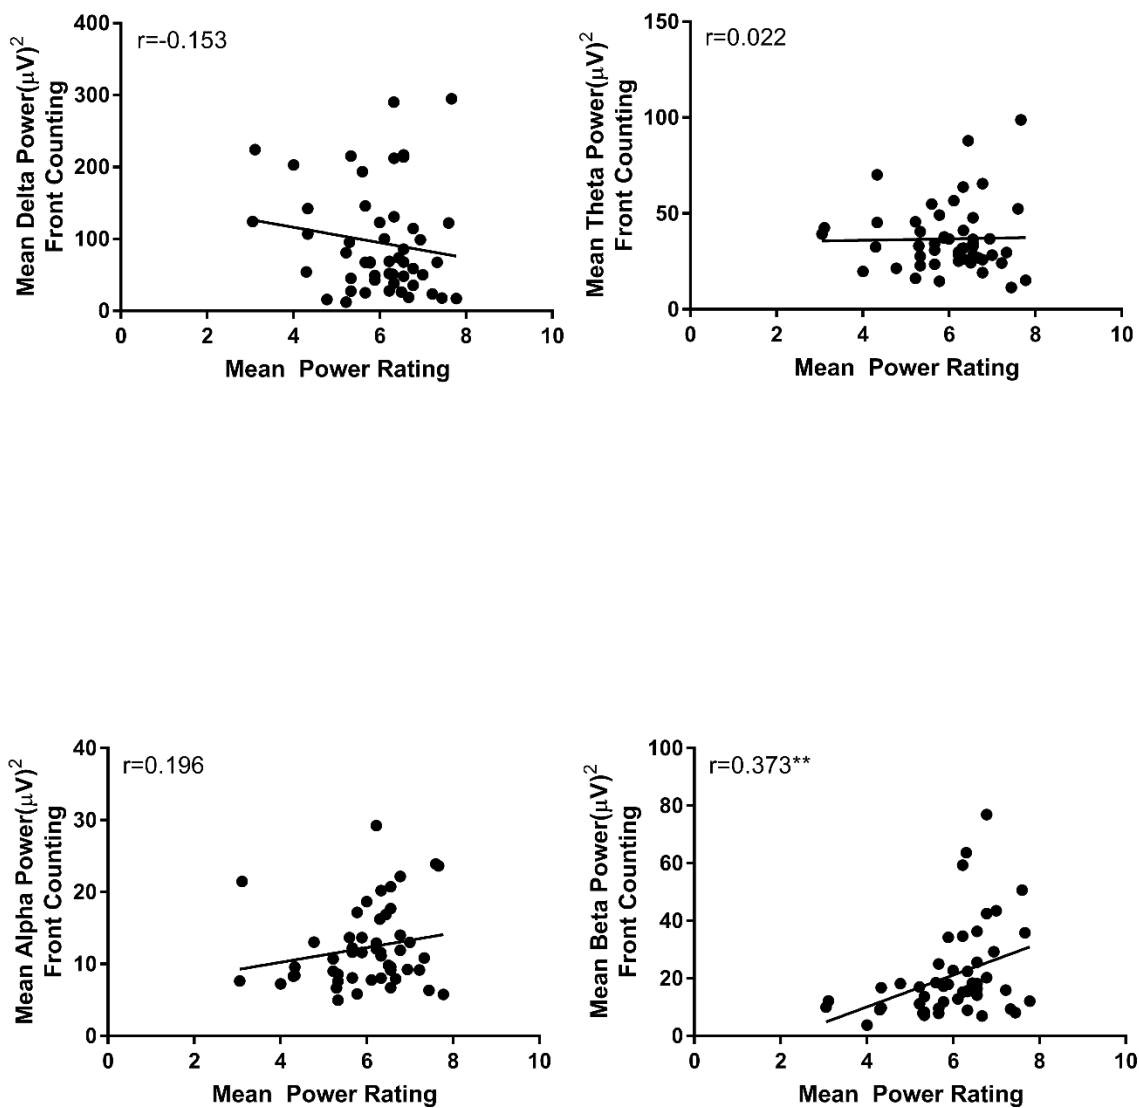 r=-0.153
Mean Delta Power(μV)2
Front Counting
400
300
200
100
0
0 2 4 6 8 10
Mean Power Rating
r=0.022
Mean Theta Power(μV)2
Front Counting
150
100
50
0
0 2 4 6 8 10
Mean Power Rating
r=0.196
Mean Alpha Power(μV)2
Front Counting
40
30
20
10
0
0 2 4 6 8 10
Mean Power Rating
r=0.373**
Mean Beta Power(μV)2
Front Counting
100
80
60
40
20
0
0 2 4 6 8 10
Mean Power Rating